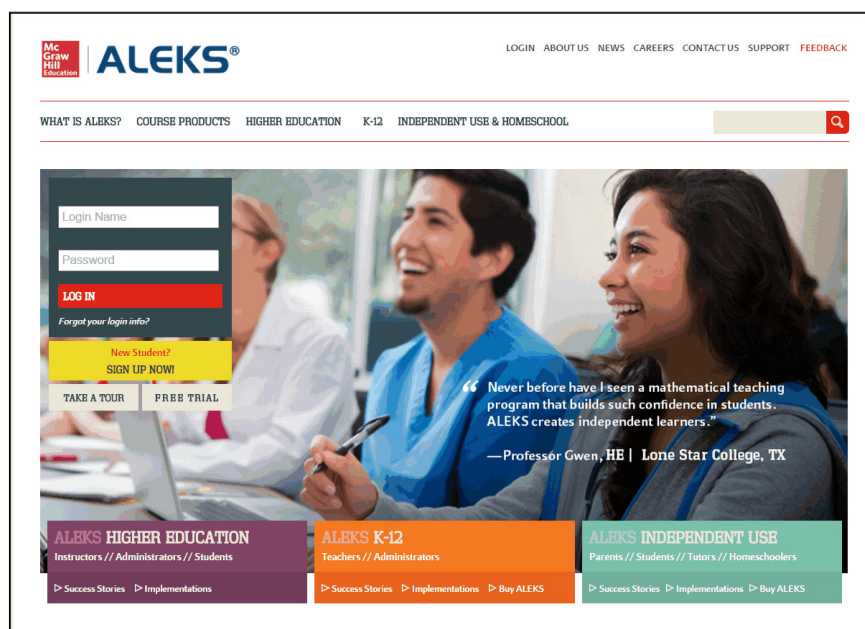 Mc
Graw
Hill
Education
ALEKS®
LOGIN ABOUT US NEWS CAREERS CONTACT US SUPPORT FEEDBACK
WHAT IS ALEKS? COURSE PRODUCTS HIGHER EDUCATION K-12 INDEPENDENT USE & HOMESCHOOL
Login Name
Password
LOG IN
Forgot your login info?
New Student?
SIGN UP NOW!
TAKE A TOUR FREE TRIAL
“ Never before have I seen a mathematical teaching
program that builds such confidence in students.
ALEKS creates independent learners.”
—Professor Gwen, HE | Lone Star College, TX
ALEKS HIGHER EDUCATION
Instructors // Administrators // Students
▷ Success Stories ▷ Implementations
ALEKS K-12
Teachers // Administrators
▷ Success Stories ▷ Implementations ▷ Buy ALEKS
ALEKS INDEPENDENT USE
Parents // Students // Tutors // Homeschoolers
▷ Success Stories ▷ Implementations ▷ Buy ALEKS